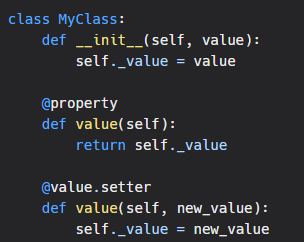 class MyClass:
    def __init__(self, value):
        self._value = value

    @property
    def value(self):
        return self._value

    @value.setter
    def value(self, new_value):
        self._value = new_value